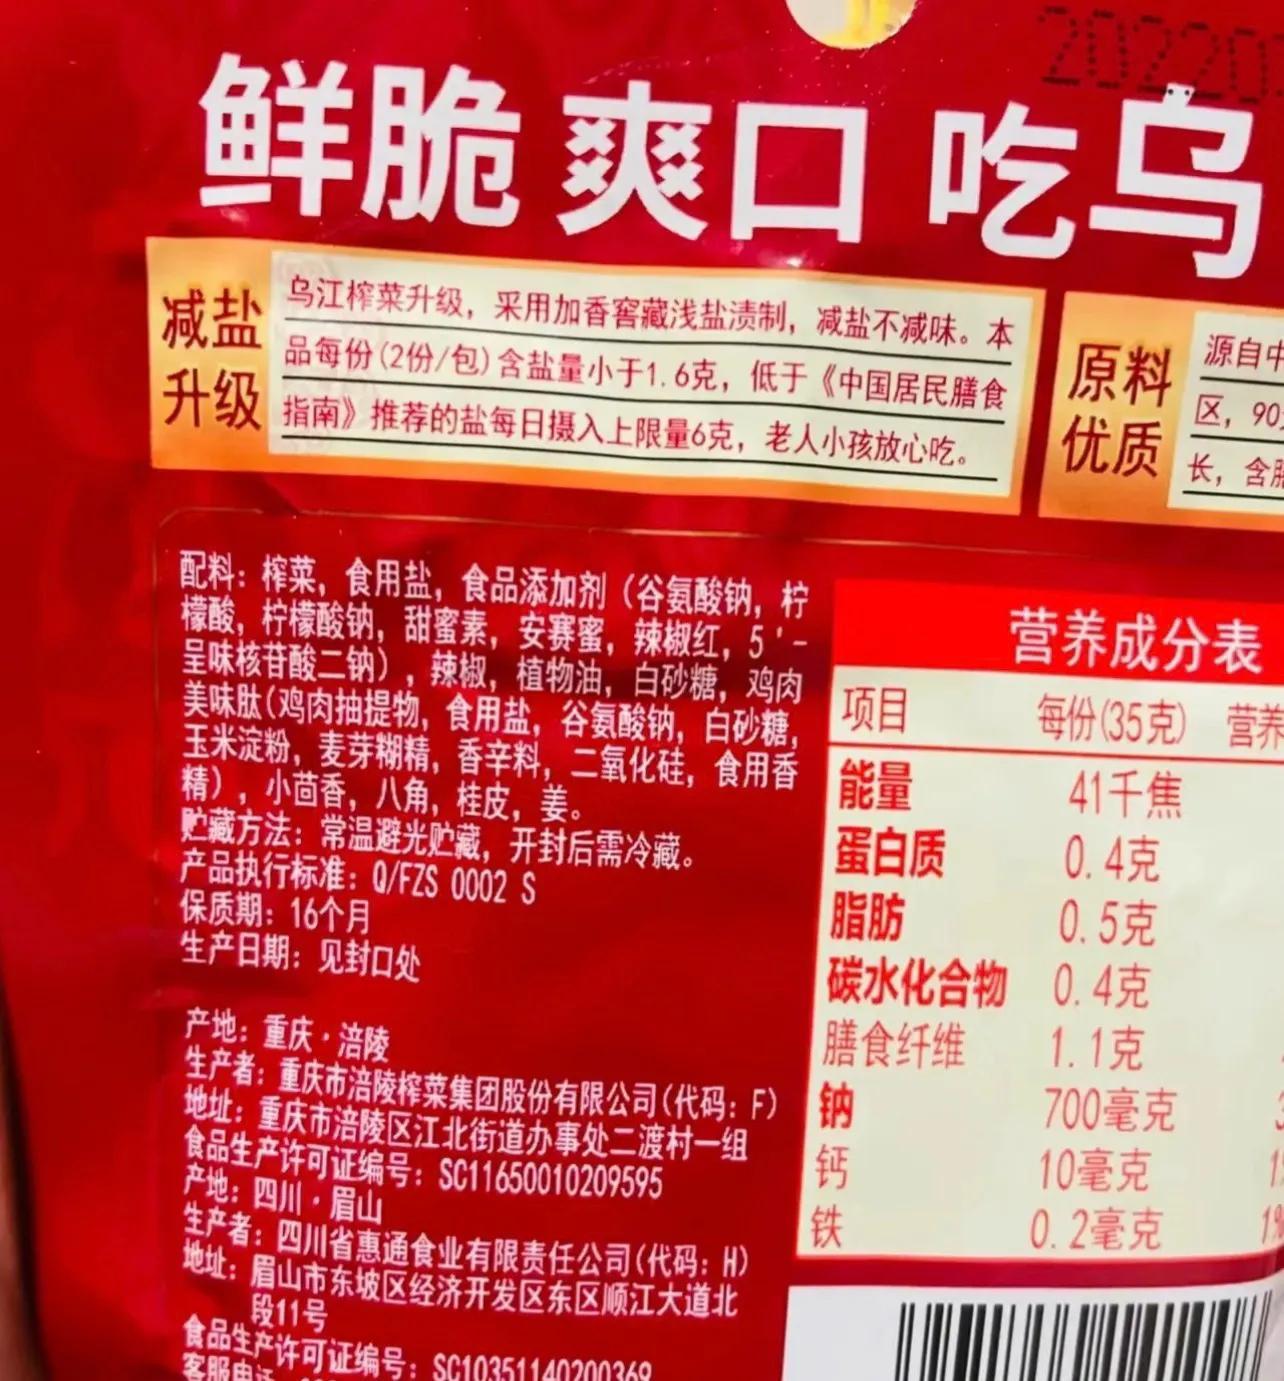 20220
鲜脆 爽口 吃乌
减盐
升级
乌江榨菜升级，采用加香窖藏浅盐渍制，减盐不减味。本
品每份(2份/包)含盐量小于1.6克，低于《中国居民膳食
指南》推荐的盐每日摄入上限量6克，老人小孩放心吃。
原料
优质
源自中
区，90
长，含膳
配料：榨菜，食用盐，食品添加剂（谷氨酸钠，柠
檬酸，柠檬酸钠，甜蜜素，安赛蜜，辣椒红，5'-
呈味核苷酸二钠），辣椒，植物油，白砂糖，鸡肉
美味肽(鸡肉抽提物，食用盐，谷氨酸钠，白砂糖，
玉米淀粉，麦芽糊精，香辛料，二氧化硅，食用香
精），小茴香，八角，桂皮，姜。
贮藏方法：常温避光贮藏，开封后需冷藏。
产品执行标准：Q/FZS 0002 S
保质期：16个月
生产日期：见封口处
产地：重庆·涪陵
生产者：重庆市涪陵榨菜集团股份有限公司(代码：F)
地址：重庆市涪陵区江北街道办事处二渡村一组
食品生产许可证编号：SC11650010209595
产地：四川·眉山
生产者：四川省惠通食业有限责任公司(代码：H)
地址：眉山市东坡区经济开发区东区顺江大道北
段11号
食品生产许可证编号：SC10351140200369
客服电话：
营养成分表
项目 每份(35克) 营养
能量 41千焦
蛋白质 0.4克
脂肪 0.5克
碳水化合物 0.4克
膳食纤维 1.1克
钠 700毫克
钙 10毫克
铁 0.2毫克